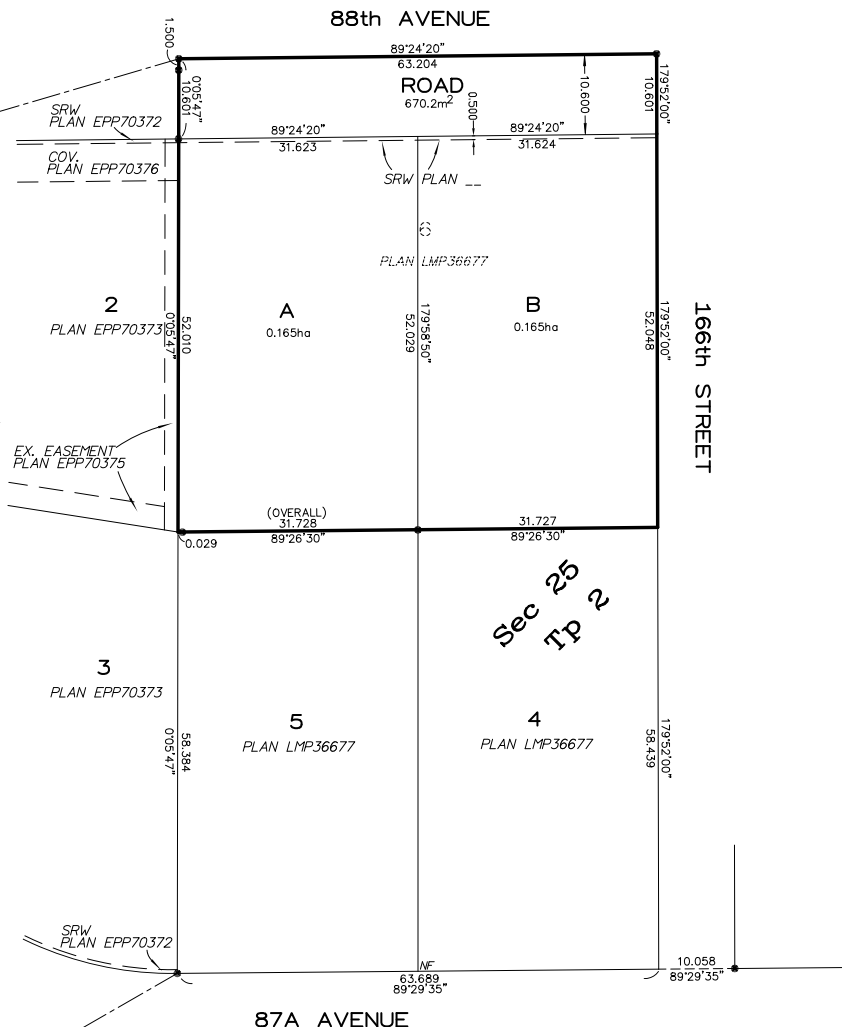 88th AVENUE
1.500
89°24'20"
63.204
ROAD
670.2m²
0°05'47"
10.601
0.500
10.600
179°52'00"
10.601
SRW
PLAN EPP70372
89°24'20"
31.623
89°24'20"
31.624
COV.
PLAN EPP70376
SRW PLAN __
PLAN LMP36677
2
PLAN EPP70373
52.010
0°05'47"
A
0.165ha
179°58'50"
52.029
B
0.165ha
179°52'00"
52.048
166th STREET
EX. EASEMENT
PLAN EPP70375
(OVERALL)
31.728
89°26'30"
31.727
89°26'30"
0.029
Sec 25
Tp 2
3
PLAN EPP70373
58.384
0°05'47"
5
PLAN LMP36677
4
PLAN LMP36677
179°52'00"
58.439
SRW
PLAN EPP70372
NF
63.689
89°29'35"
10.058
89°29'35"
87A AVENUE